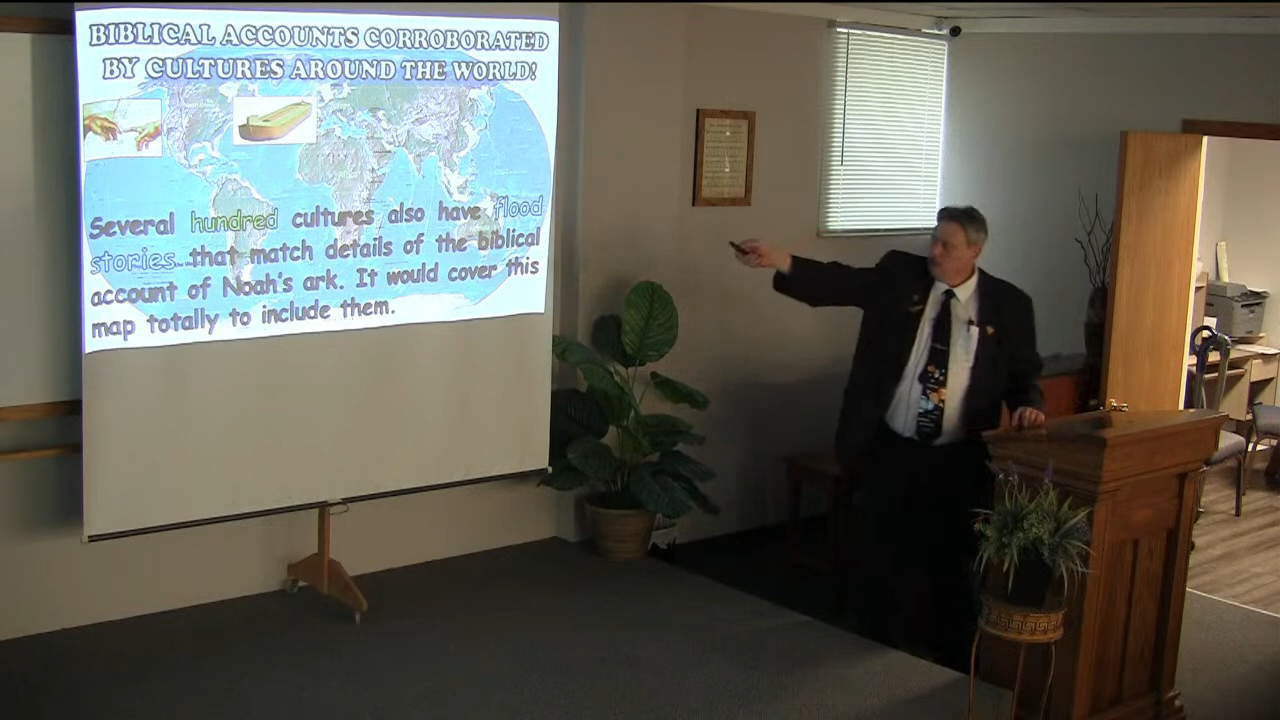 BIBLICAL ACCOUNTS CORROBORATED
BY CULTURES AROUND THE WORLD!
Several hundred cultures also have flood
stories that match details of the biblical
account of Noah's ark. It would cover this
map totally to include them.